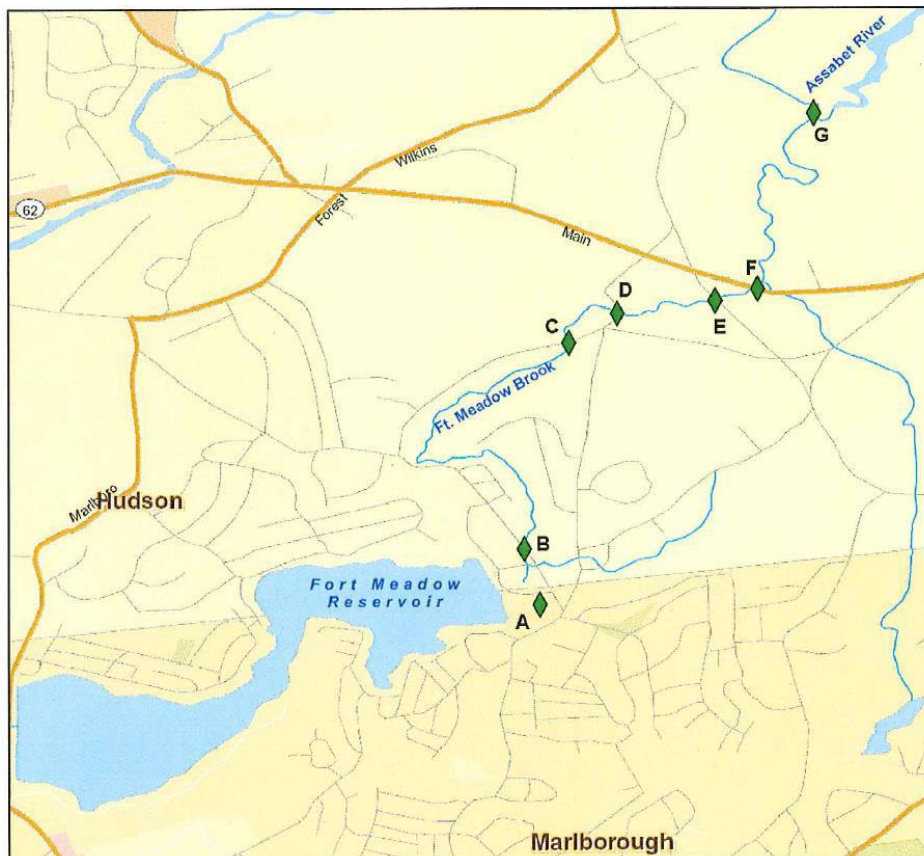 Assabet River
G
Wilkins
62
Forest
Main
F
D
E
C
Ft. Meadow Brook
Marlboro
Hudson
B
Fort Meadow
Reservoir
A
Marlborough